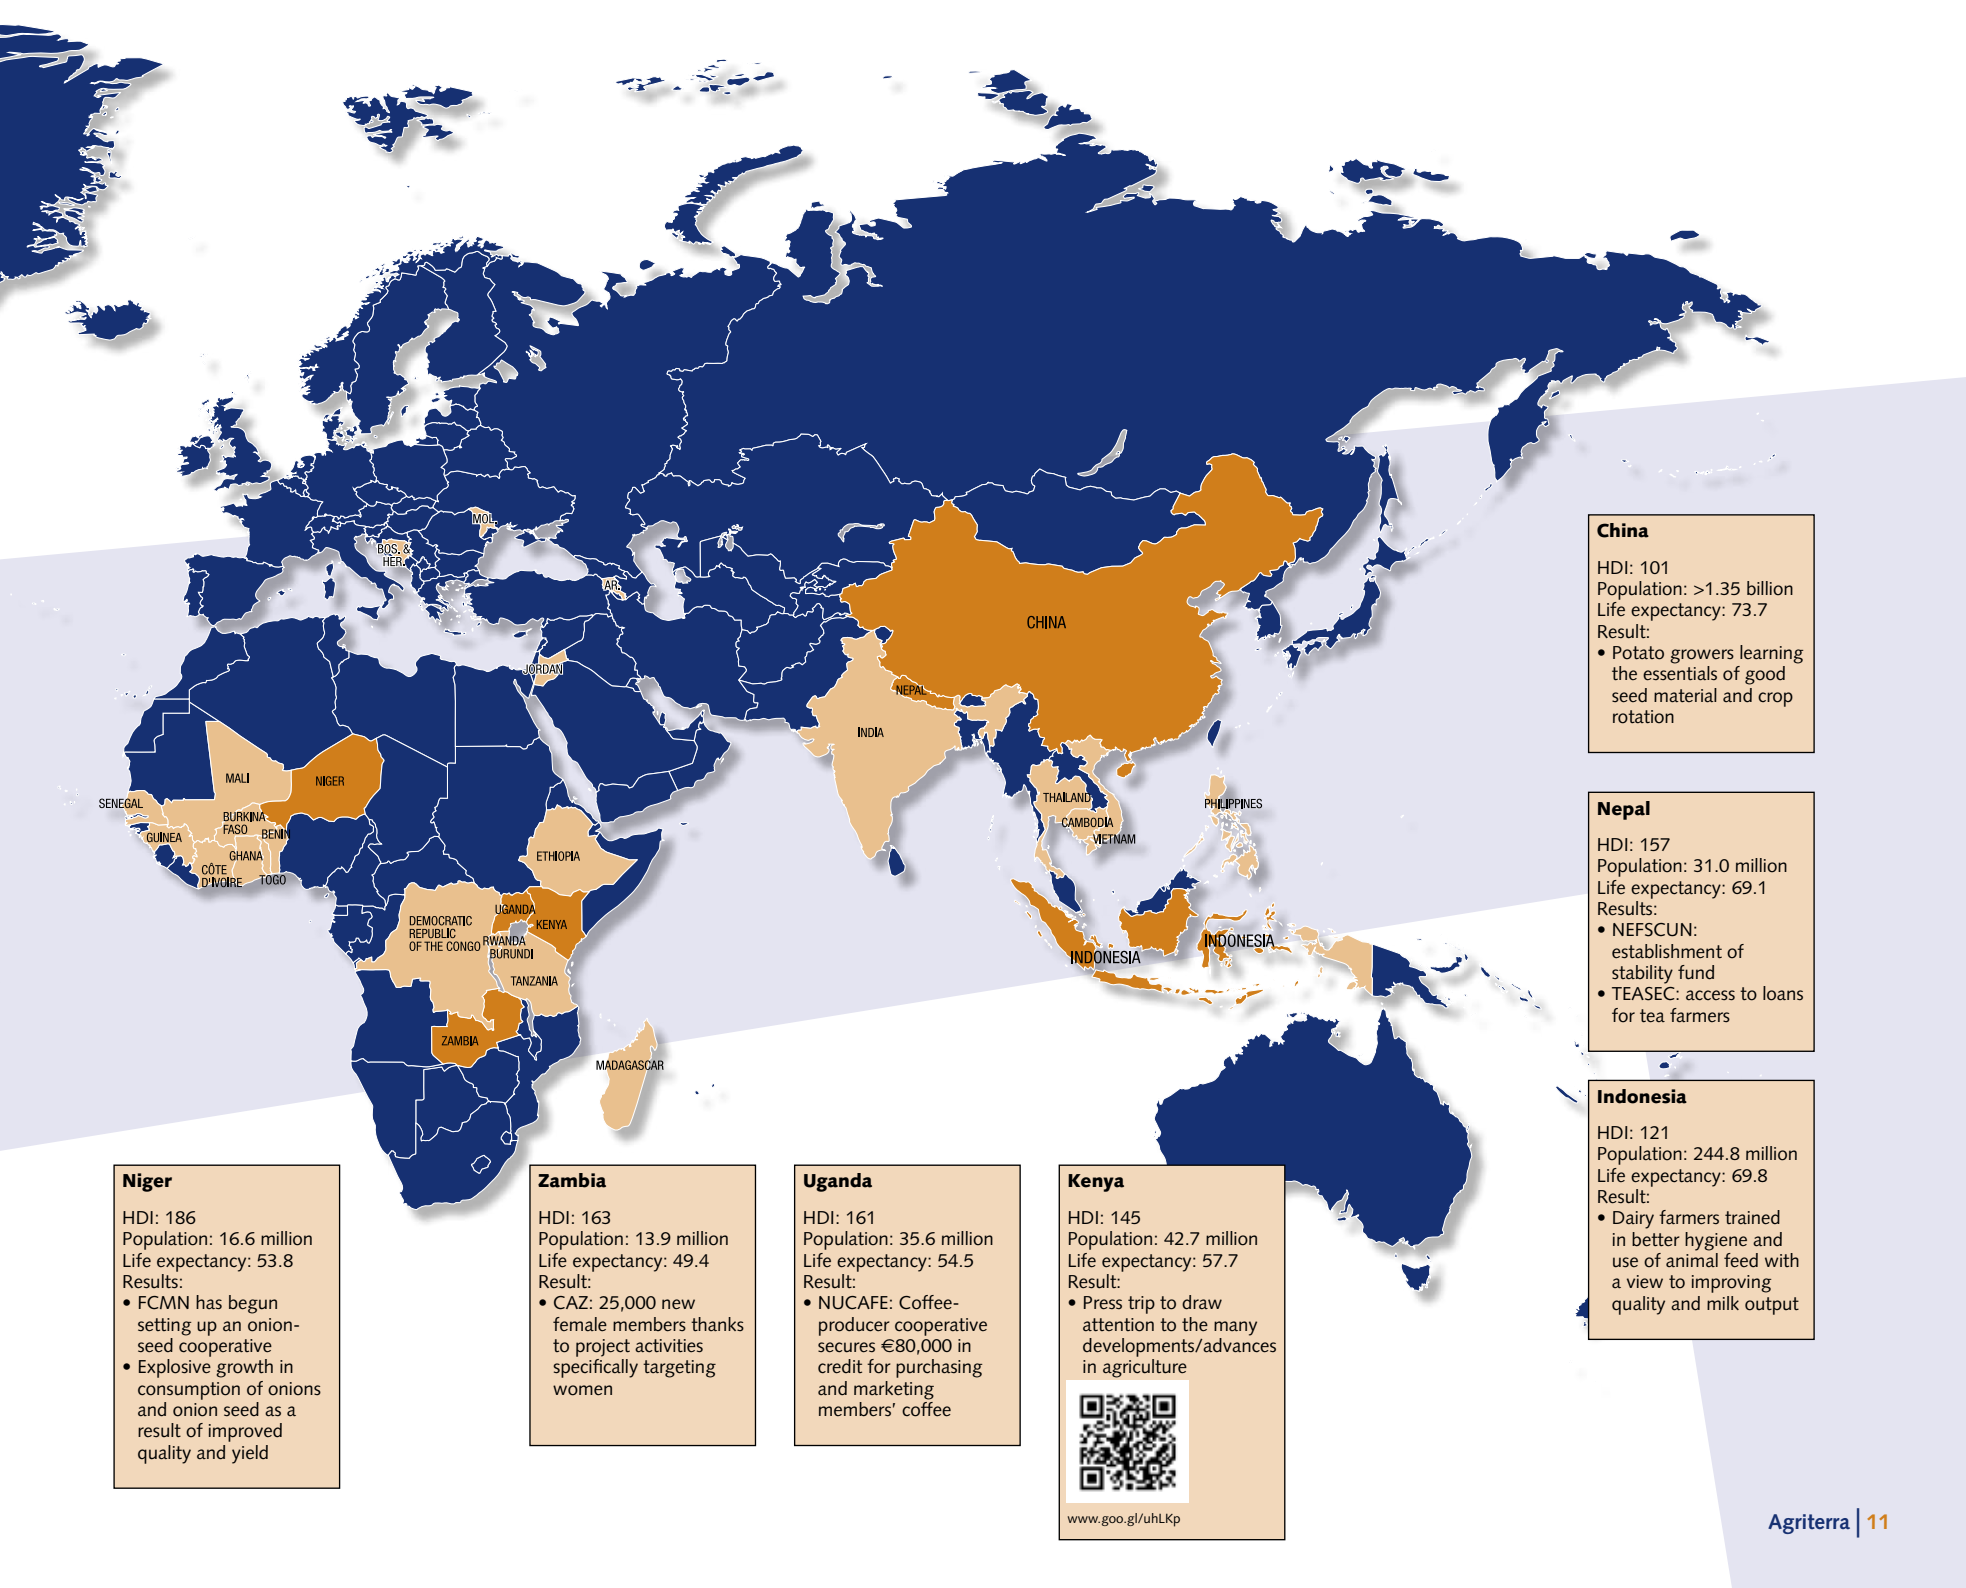 MOL.
BOS. &
HER.
AR.
CHINA
JORDAN
NEPAL
INDIA
MALI
NIGER
SENEGAL
BURKINA
FASO
BENIN
GUINEA
GHANA
CÔTE
D'IVOIRE
TOGO
THAILAND
CAMBODIA
VIETNAM
PHILIPPINES
ETHIOPIA
UGANDA
KENYA
DEMOCRATIC
REPUBLIC
OF THE CONGO
RWANDA
BURUNDI
TANZANIA
INDONESIA
INDONESIA
ZAMBIA
MADAGASCAR
China
HDI: 101
Population: >1.35 billion
Life expectancy: 73.7
Result:
• Potato growers learning
the essentials of good
seed material and crop
rotation
Nepal
HDI: 157
Population: 31.0 million
Life expectancy: 69.1
Results:
• NEFSCUN:
establishment of
stability fund
• TEASEC: access to loans
for tea farmers
Indonesia
HDI: 121
Population: 244.8 million
Life expectancy: 69.8
Result:
• Dairy farmers trained
in better hygiene and
use of animal feed with
a view to improving
quality and milk output
Niger
HDI: 186
Population: 16.6 million
Life expectancy: 53.8
Results:
• FCMN has begun
setting up an onion-
seed cooperative
• Explosive growth in
consumption of onions
and onion seed as a
result of improved
quality and yield
Zambia
HDI: 163
Population: 13.9 million
Life expectancy: 49.4
Result:
• CAZ: 25,000 new
female members thanks
to project activities
specifically targeting
women
Uganda
HDI: 161
Population: 35.6 million
Life expectancy: 54.5
Result:
• NUCAFE: Coffee-
producer cooperative
secures €80,000 in
credit for purchasing
and marketing
members’ coffee
Kenya
HDI: 145
Population: 42.7 million
Life expectancy: 57.7
Result:
• Press trip to draw
attention to the many
developments/advances
in agriculture
www.goo.gl/uhLKp
Agriterra | 11